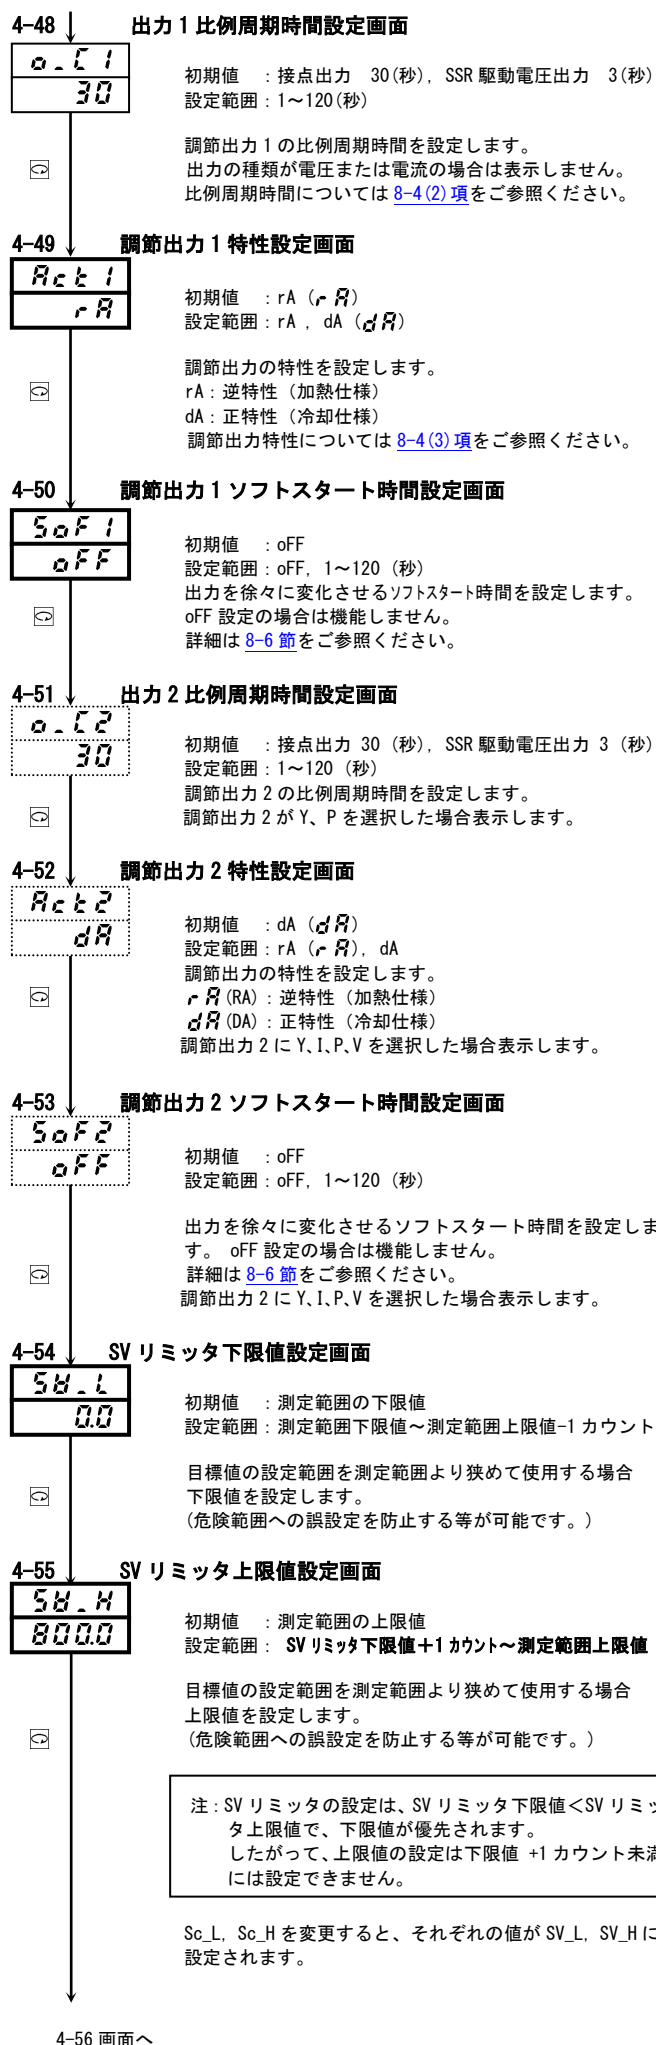 4-48 出力 1 比例周期時間設定画面
o_C1
30
初期値 :接点出力 30(秒), SSR 駆動電圧出力 3(秒)
設定範囲:1～120(秒)
調節出力 1 の比例周期時間を設定します。
出力の種類が電圧または電流の場合は表示しません。
比例周期時間については 8-4(2)項をご参照ください。
4-49 調節出力 1 特性設定画面
Act1
rA
初期値 :rA (rA)
設定範囲:rA , dA (dA)
調節出力の特性を設定します。
rA:逆特性(加熱仕様)
dA:正特性(冷却仕様)
調節出力特性については 8-4(3)項をご参照ください。
4-50 調節出力 1 ソフトスタート時間設定画面
SoF1
oFF
初期値 :oFF
設定範囲:oFF, 1～120 (秒)
出力を徐々に変化させるｿﾌﾄｽﾀｰﾄ時間を設定します。
oFF 設定の場合は機能しません。
詳細は 8-6 節をご参照ください。
4-51 出力 2 比例周期時間設定画面
o_C2
30
初期値 :接点出力 30 (秒), SSR 駆動電圧出力 3 (秒)
設定範囲:1～120 (秒)
調節出力 2 の比例周期時間を設定します。
調節出力 2 が Y、P を選択した場合表示します。
4-52 調節出力 2 特性設定画面
Act2
dA
初期値 :dA (dA)
設定範囲:rA (rA), dA
調節出力の特性を設定します。
rA(RA):逆特性(加熱仕様)
dA(DA):正特性(冷却仕様)
調節出力 2 に Y､I､P､V を選択した場合表示します。
4-53 調節出力 2 ソフトスタート時間設定画面
SoF2
oFF
初期値 :oFF
設定範囲:oFF, 1～120 (秒)
出力を徐々に変化させるソフトスタート時間を設定しま
す。 oFF 設定の場合は機能しません。
詳細は 8-6 節をご参照ください。
調節出力 2 に Y､I､P､V を選択した場合表示します。
4-54 SV リミッタ下限値設定画面
SV_L
0.0
初期値 :測定範囲の下限値
設定範囲:測定範囲下限値～測定範囲上限値-1 カウント
目標値の設定範囲を測定範囲より狭めて使用する場合
下限値を設定します。
(危険範囲への誤設定を防止する等が可能です。)
4-55 SV リミッタ上限値設定画面
SV_H
800.0
初期値 :測定範囲の上限値
設定範囲: SV ﾘﾐｯﾀ下限値+1 ｶｳﾝﾄ～測定範囲上限値
目標値の設定範囲を測定範囲より狭めて使用する場合
上限値を設定します。
(危険範囲への誤設定を防止する等が可能です。)
注:SV リミッタの設定は、SV リミッタ下限値<SV リミッ
タ上限値で、下限値が優先されます。
したがって、上限値の設定は下限値 +1 カウント未満
には設定できません。
Sc_L, Sc_H を変更すると、それぞれの値が SV_L, SV_H に
設定されます。
4-56 画面へ